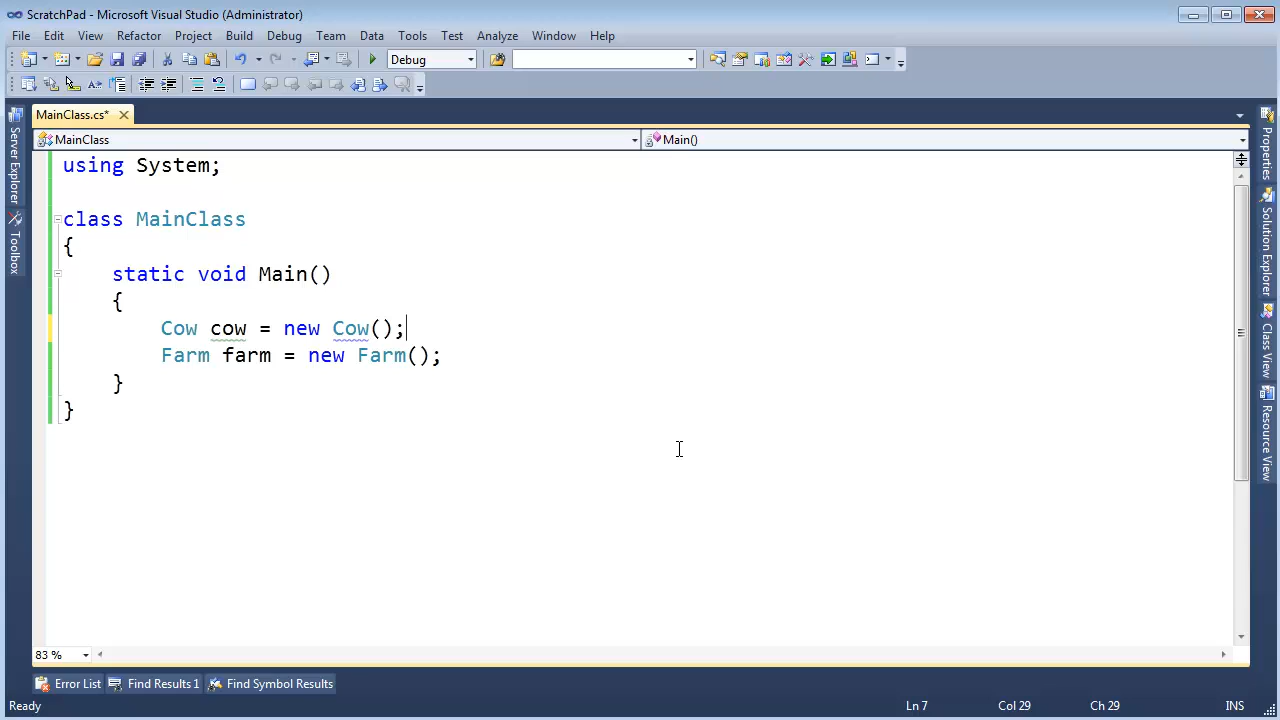 ScratchPad - Microsoft Visual Studio (Administrator)
File Edit View Refactor Project Build Debug Team Data Tools Test Analyze Window Help
Debug
MainClass.cs*
MainClass
Main()
Server Explorer
Toolbox
using System;
class MainClass
{
static void Main()
{
Cow cow = new Cow();
Farm farm = new Farm();
}
}
Properties
Solution Explorer
Class View
Resource View
83 %
Error List Find Results 1 Find Symbol Results
Ready Ln 7 Col 29 Ch 29 INS